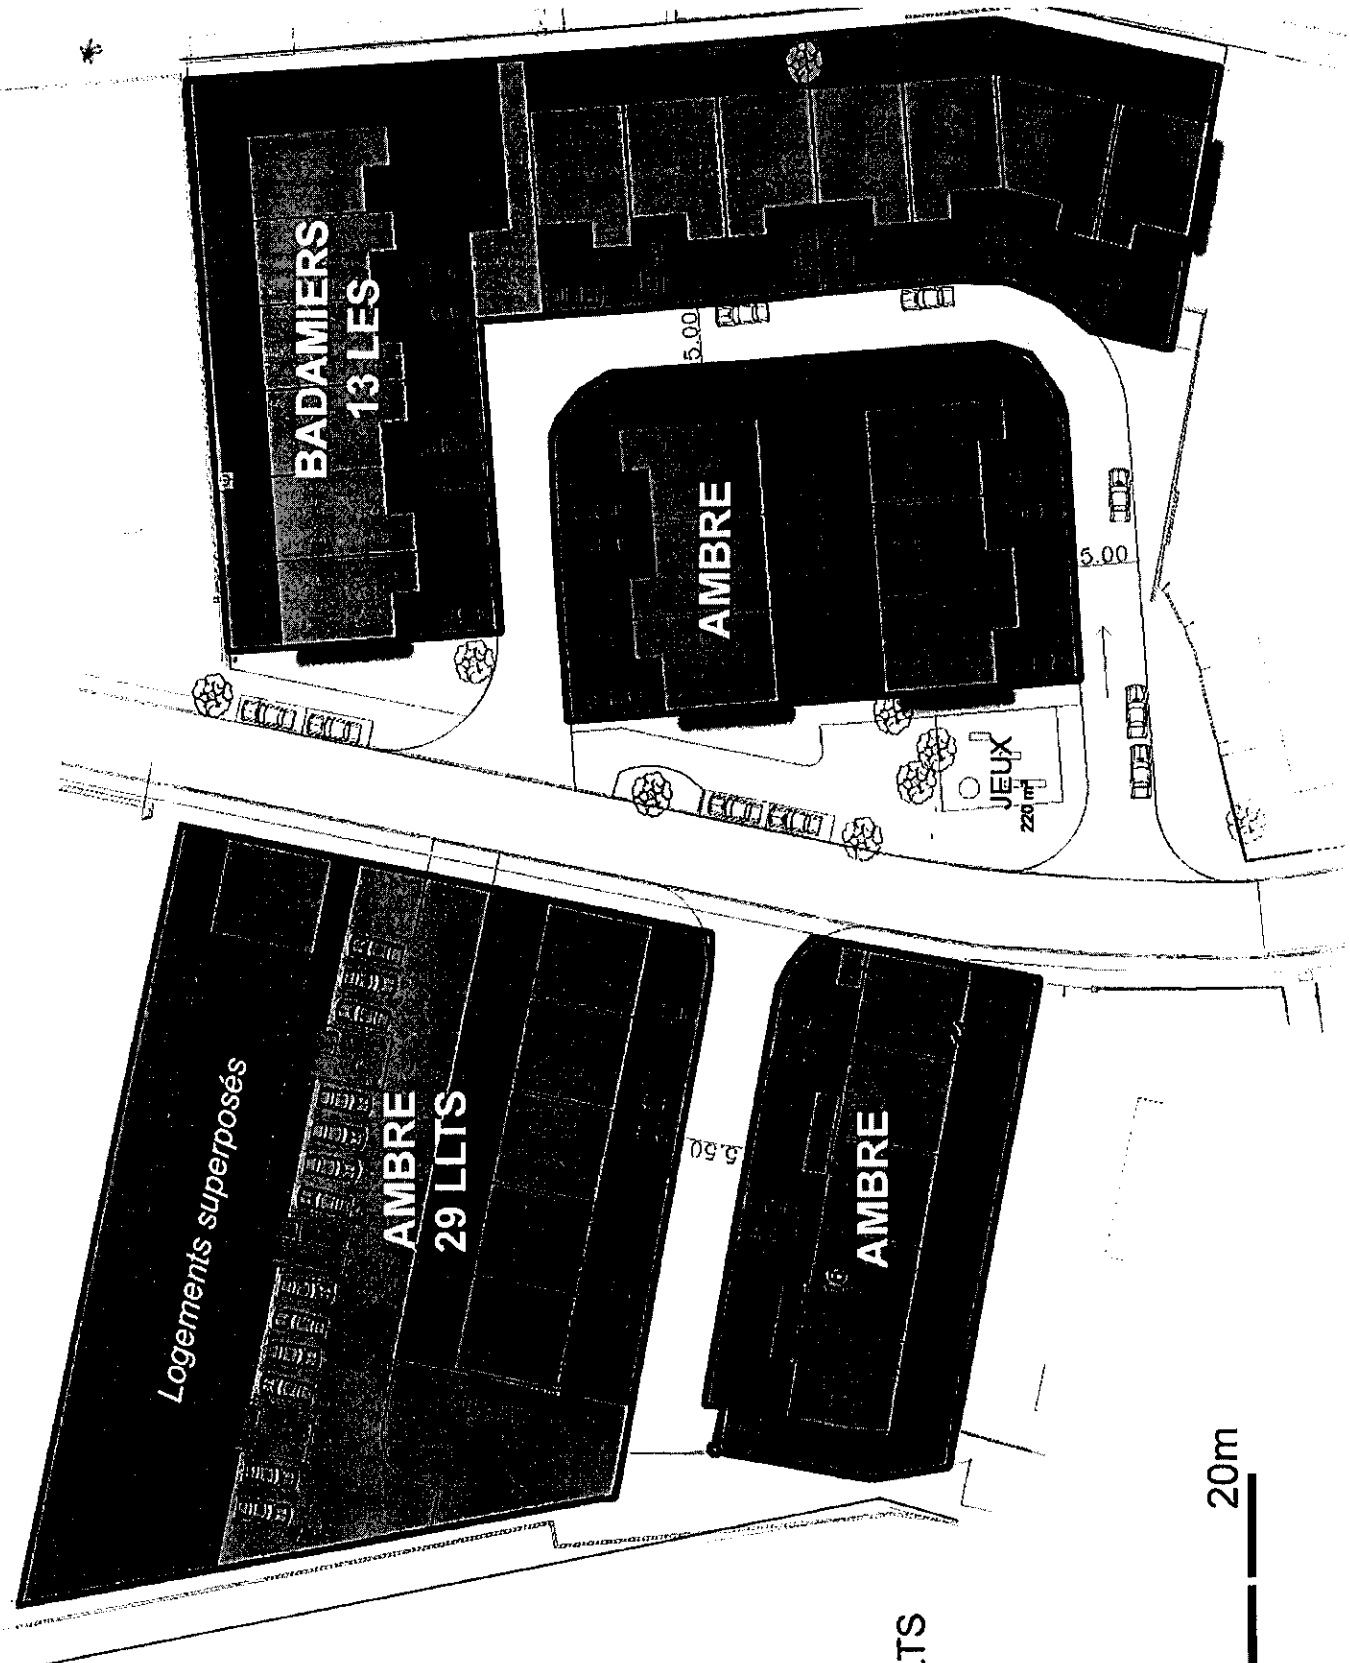 BADAMIERS
13 LES
5.00
AMBRE
5.00
JEUX
220 m²
Logements superposés
AMBRE
29 LLTS
5.50
AMBRE
20m
.TS